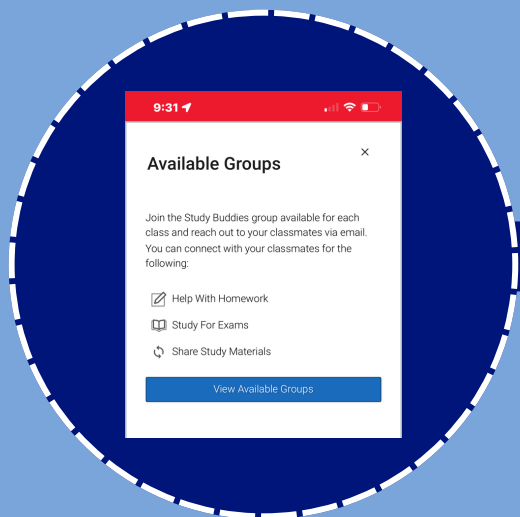 9:31
Available Groups
Join the Study Buddies group available for each
class and reach out to your classmates via email.
You can connect with your classmates for the
following:
Help With Homework
Study For Exams
Share Study Materials
View Available Groups